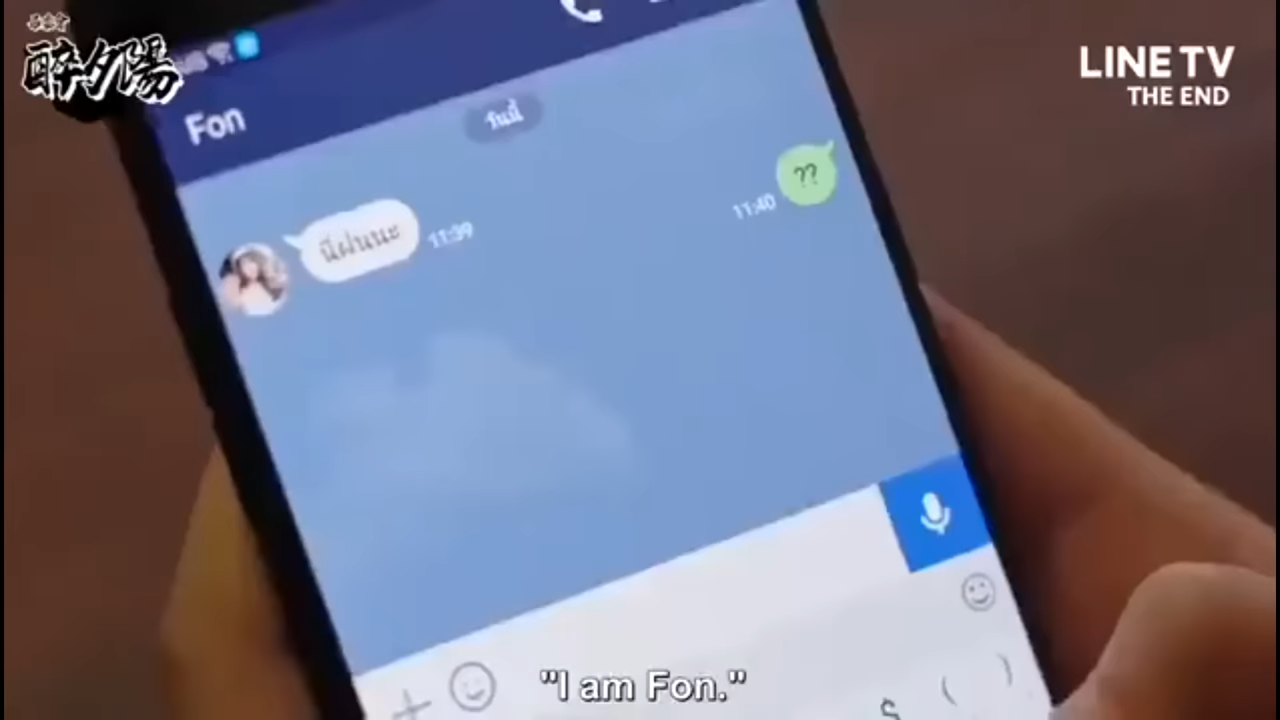 醉夕陽
LINE TV
THE END
Fon
วันนี้
??
11:40
นี่ฝนนะ
11:39
$ ( )
"I am Fon."